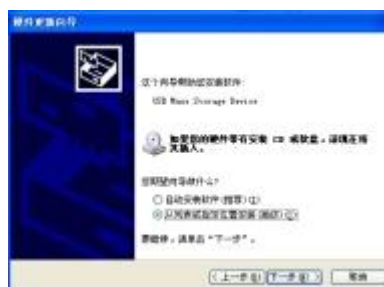 硬件更新向导
这个向导帮助您安装软件:
USB Mass Storage Device
如果您的硬件带有安装 CD 或软盘，请现在将
其插入。
您期望向导做什么?
自动安装软件(推荐)(I)
从列表或指定位置安装(高级)(S)
要继续，请单击“下一步”。
<上一步(B) 下一步(N)> 取消